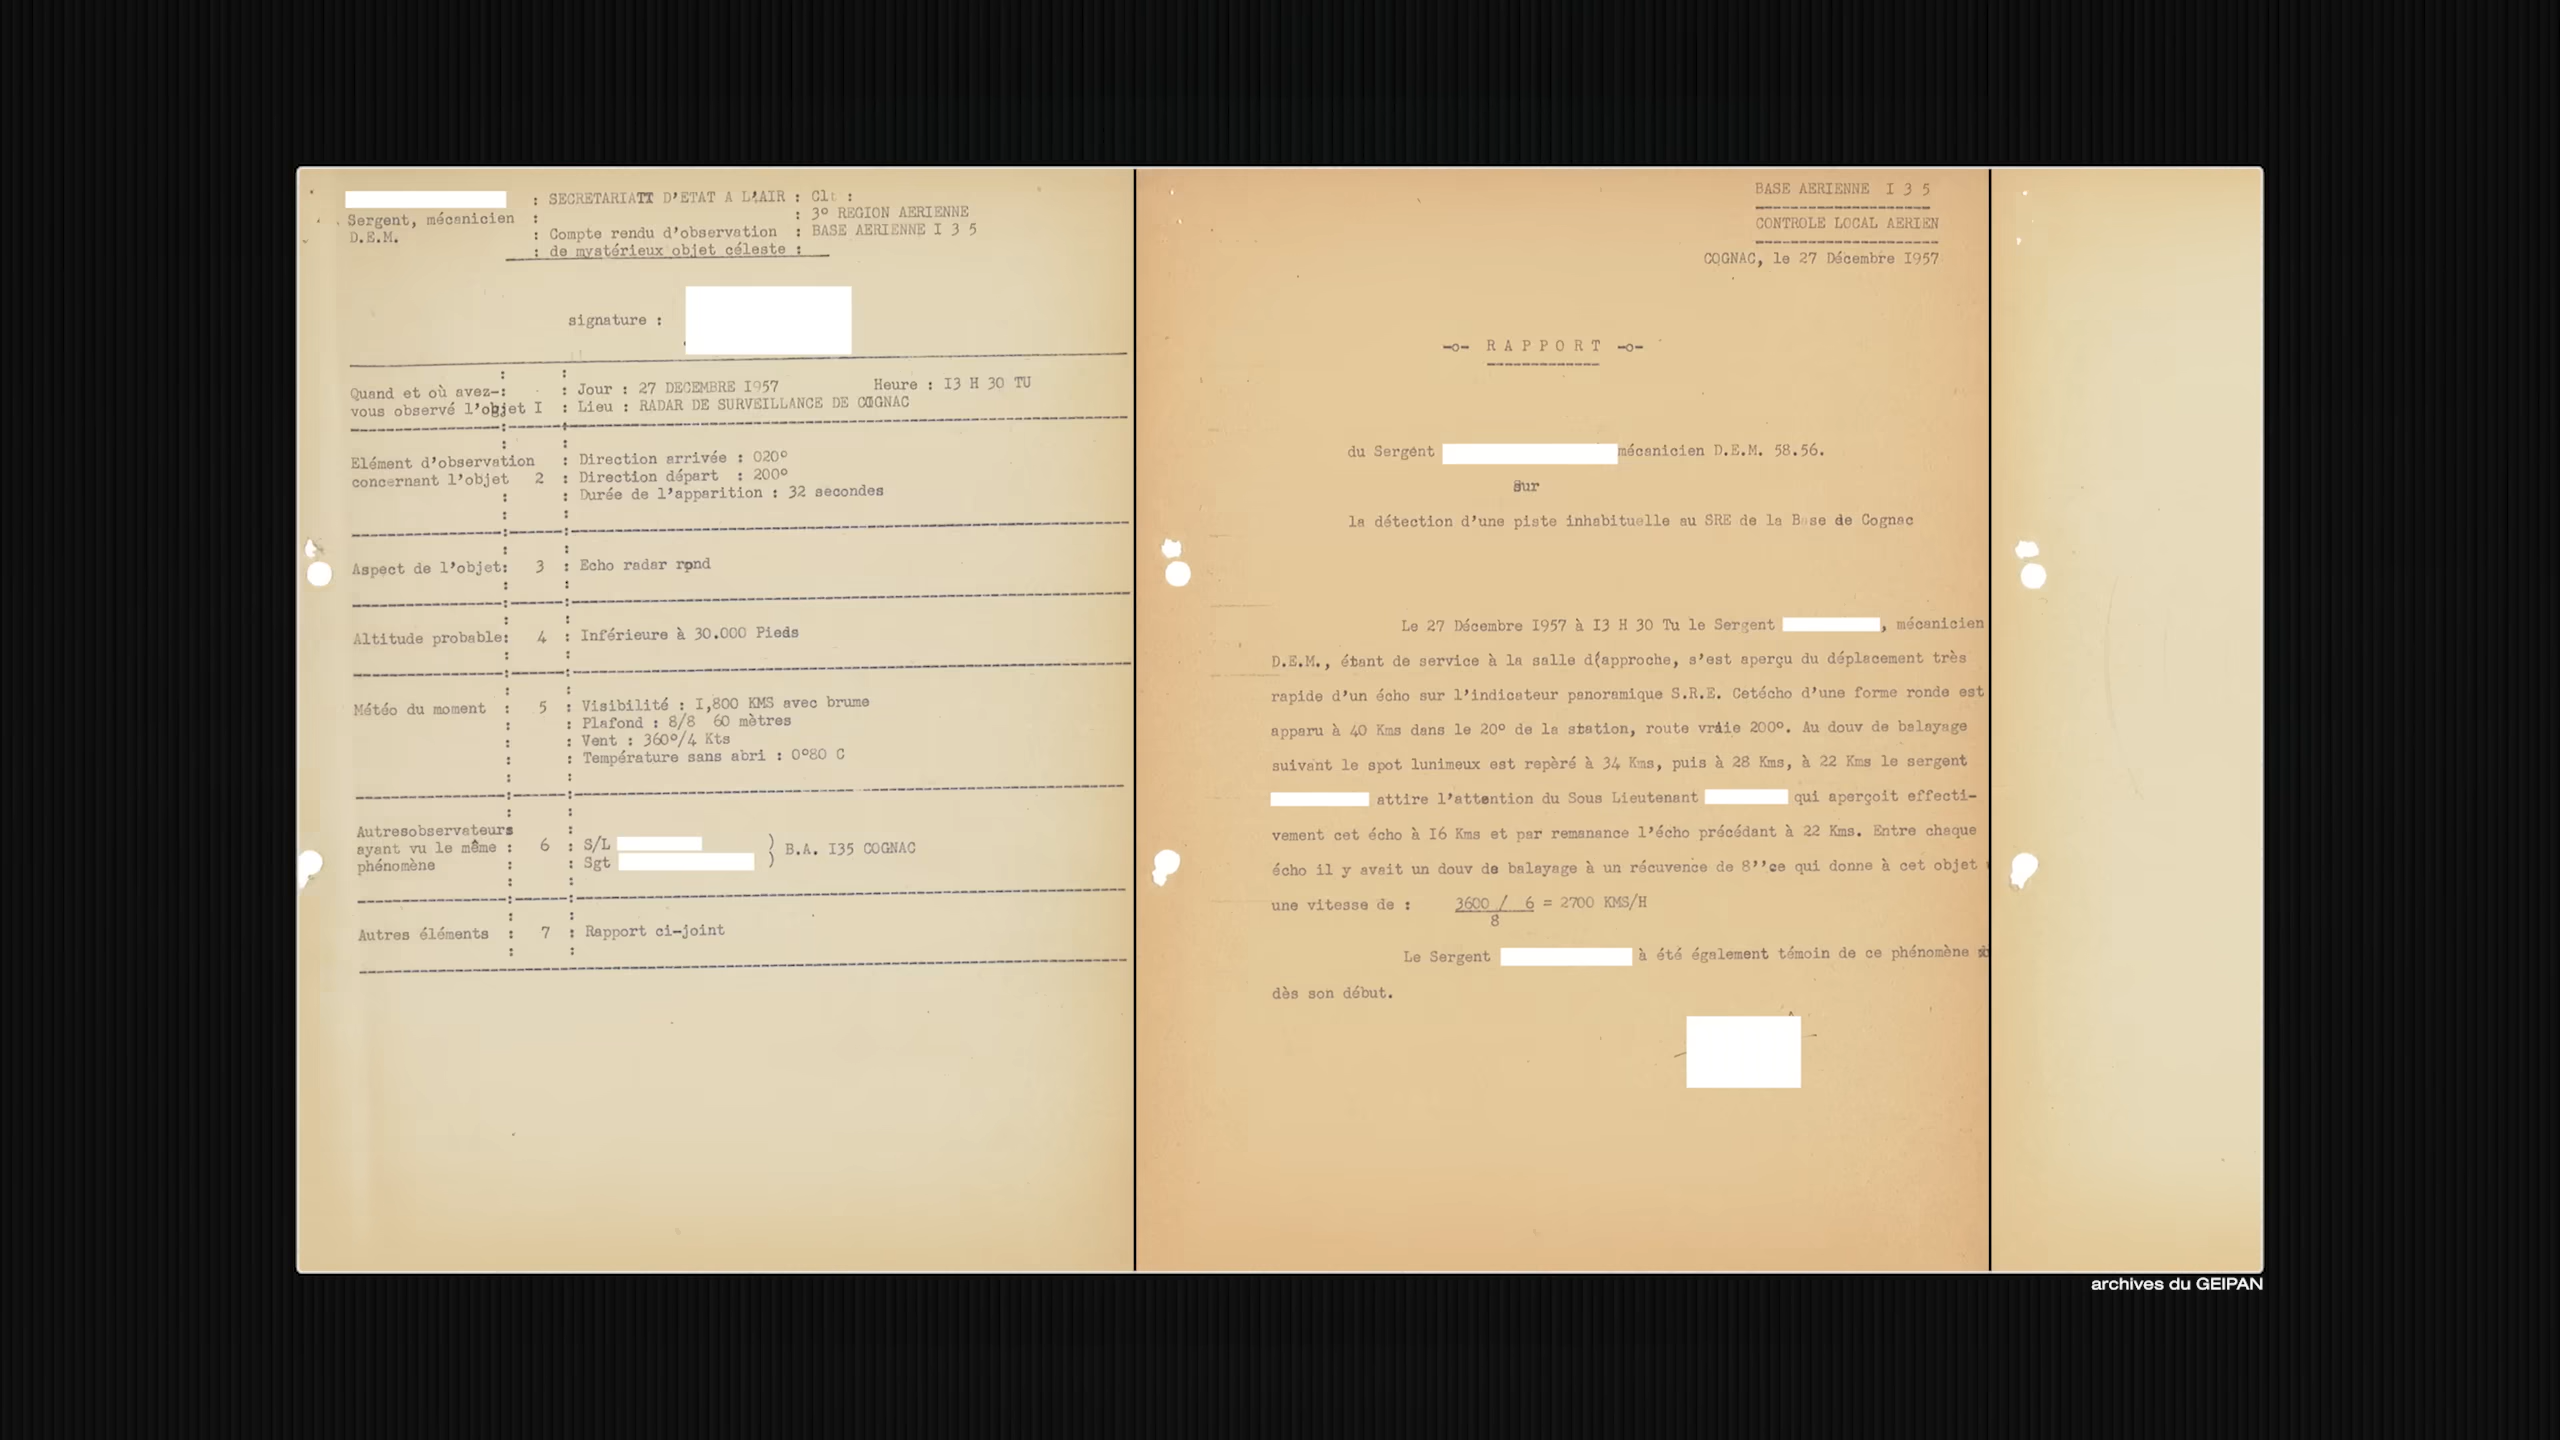 : SECRETARIATT D'ETAT A L'AIR : Clt :
Sergent, mécanicien : : 3° REGION AERIENNE
D.E.M. : Compte rendu d'observation : BASE AERIENNE I 3 5
: de mystérieux objet céleste :
signature :
Quand et où avez-: : Jour : 27 DECEMBRE I957 Heure : I3 H 30 TU
vous observé l'objet I : Lieu : RADAR DE SURVEILLANCE DE COGNAC
Elément d'observation : Direction arrivée : 020°
concernant l'objet 2 : Direction départ : 200°
: : Durée de l'apparition : 32 secondes
Aspect de l'objet: 3 : Echo radar rond
Altitude probable: 4 : Inférieure à 30.000 Pieds
Météo du moment : 5 : Visibilité : I,800 KMS avec brume
: : Plafond : 8/8 60 mètres
: : Vent : 360°/4 Kts
: : Température sans abri : 0°80 C
Autresobservateurs :
ayant vu le même : 6 : S/L ) B.A. I35 COGNAC
phénomène : : Sgt )
Autres éléments : 7 : Rapport ci-joint
BASE AERIENNE I 3 5
CONTROLE LOCAL AERIEN
COGNAC, le 27 Décembre I957
-o- R A P P O R T -o-
du Sergent mécanicien D.E.M. 58.56.
Sur
la détection d'une piste inhabituelle au SRE de la Base de Cognac
Le 27 Décembre I957 à I3 H 30 Tu le Sergent , mécanicien
D.E.M., étant de service à la salle d(approche, s'est aperçu du déplacement très
rapide d'un écho sur l'indicateur panoramique S.R.E. Cetécho d'une forme ronde est
apparu à 40 Kms dans le 20° de la station, route vraie 200°. Au douv de balayage
suivant le spot lunimeux est repèré à 34 Kms, puis à 28 Kms, à 22 Kms le sergent
attire l'attention du Sous Lieutenant qui aperçoit effecti-
vement cet écho à I6 Kms et par remanance l'écho précédant à 22 Kms. Entre chaque
écho il y avait un douv de balayage à un récuvence de 8''ce qui donne à cet objet
une vitesse de : 3600 / 6 = 2700 KMS/H
8
Le Sergent à été également témoin de ce phénomène
dès son début.
archives du GEIPAN